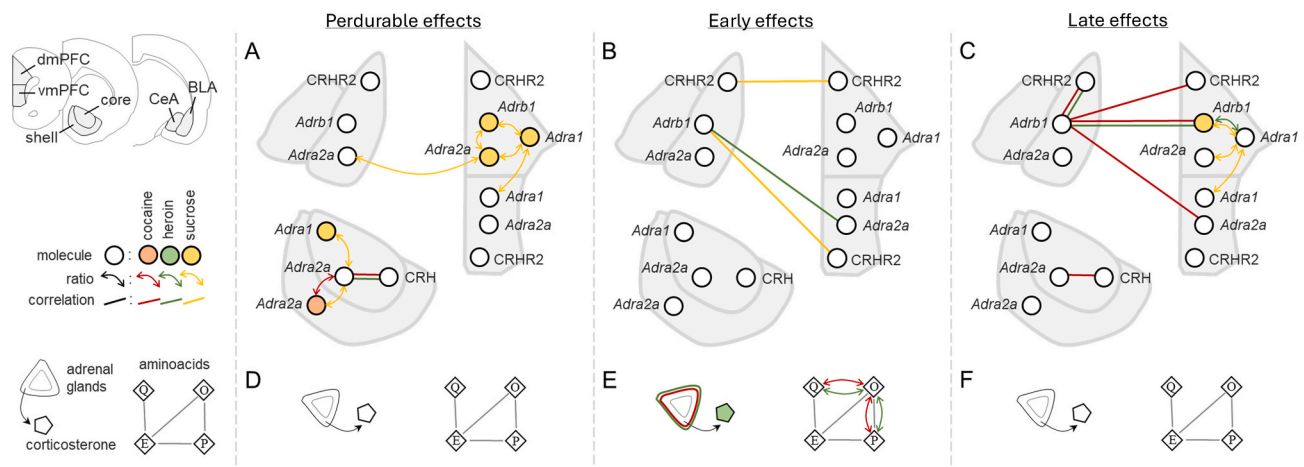 Perdurable effects
Early effects
Late effects
dmPFC
vmPFC
core
shell
CeA
BLA
cocaine
heroin
sucrose
molecule
:
ratio
:
correlation
:
adrenal
glands
corticosterone
aminoacids
Q
O
E
P
A
CRHR2
Adrb1
Adra2a
CRHR2
Adrb1
Adra1
Adra2a
Adra1
Adra2a
CRHR2
Adra1
Adra2a
CRH
Adra2a
B
CRHR2
Adrb1
Adra2a
CRHR2
Adrb1
Adra1
Adra2a
Adra1
Adra2a
CRHR2
Adra1
Adra2a
CRH
Adra2a
C
CRHR2
Adrb1
Adra2a
CRHR2
Adrb1
Adra1
Adra2a
Adra1
Adra2a
CRHR2
Adra1
Adra2a
CRH
Adra2a
D
Q
O
E
P
E
Q
O
E
P
F
Q
O
E
P